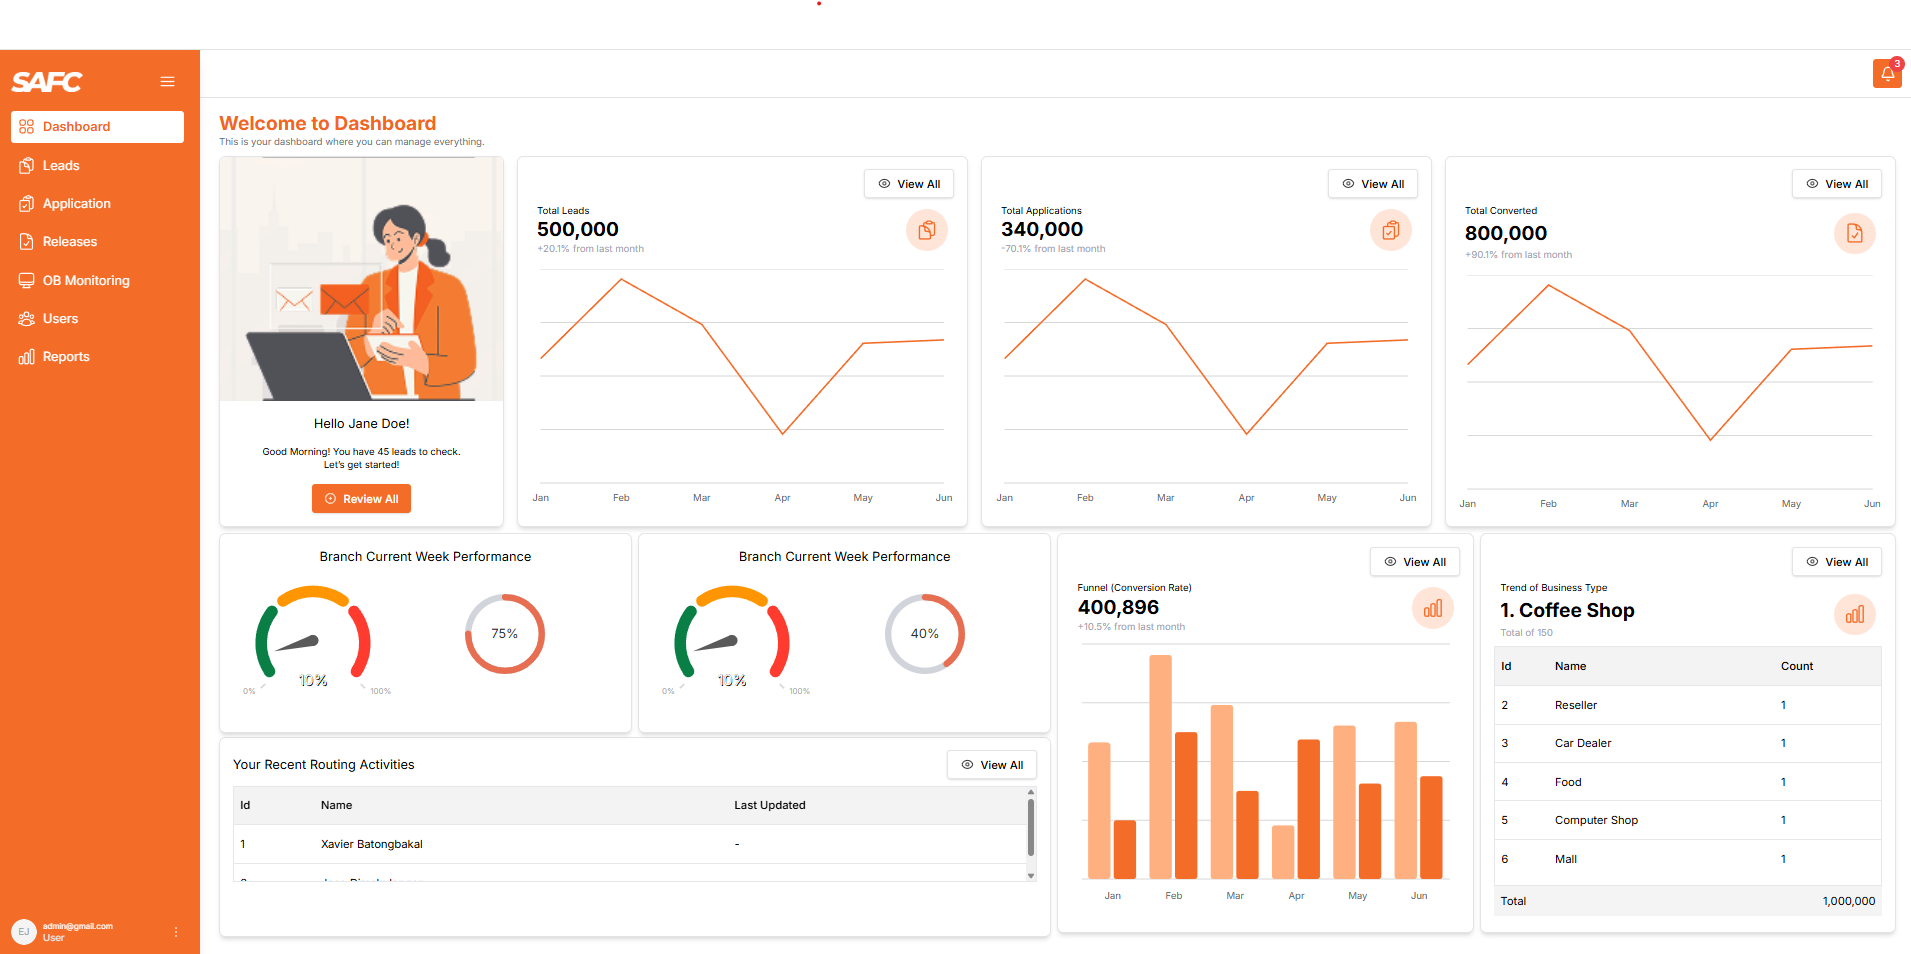 SAFC
3
Dashboard
Leads
Application
Releases
OB Monitoring
Users
Reports
EJ
admin@gmail.com
User
Welcome to Dashboard
This is your dashboard where you can manage everything.
Hello Jane Doe!
Good Morning! You have 45 leads to check.
Let's get started!
Review All
View All
Total Leads
500,000
+20.1% from last month
Jan Feb Mar Apr May Jun
View All
Total Applications
340,000
-70.1% from last month
Jan Feb Mar Apr May Jun
View All
Total Converted
800,000
+90.1% from last month
Jan Feb Mar Apr May Jun
Branch Current Week Performance
75%
10%
0% 100%
Branch Current Week Performance
40%
10%
0% 100%
View All
Funnel (Conversion Rate)
400,896
+10.5% from last month
Jan Feb Mar Apr May Jun
View All
Trend of Business Type
1. Coffee Shop
Total of 150
Id Name Count
2 Reseller 1
3 Car Dealer 1
4 Food 1
5 Computer Shop 1
6 Mall 1
Total 1,000,000
Your Recent Routing Activities
View All
Id Name Last Updated
1 Xavier Batongbakal -